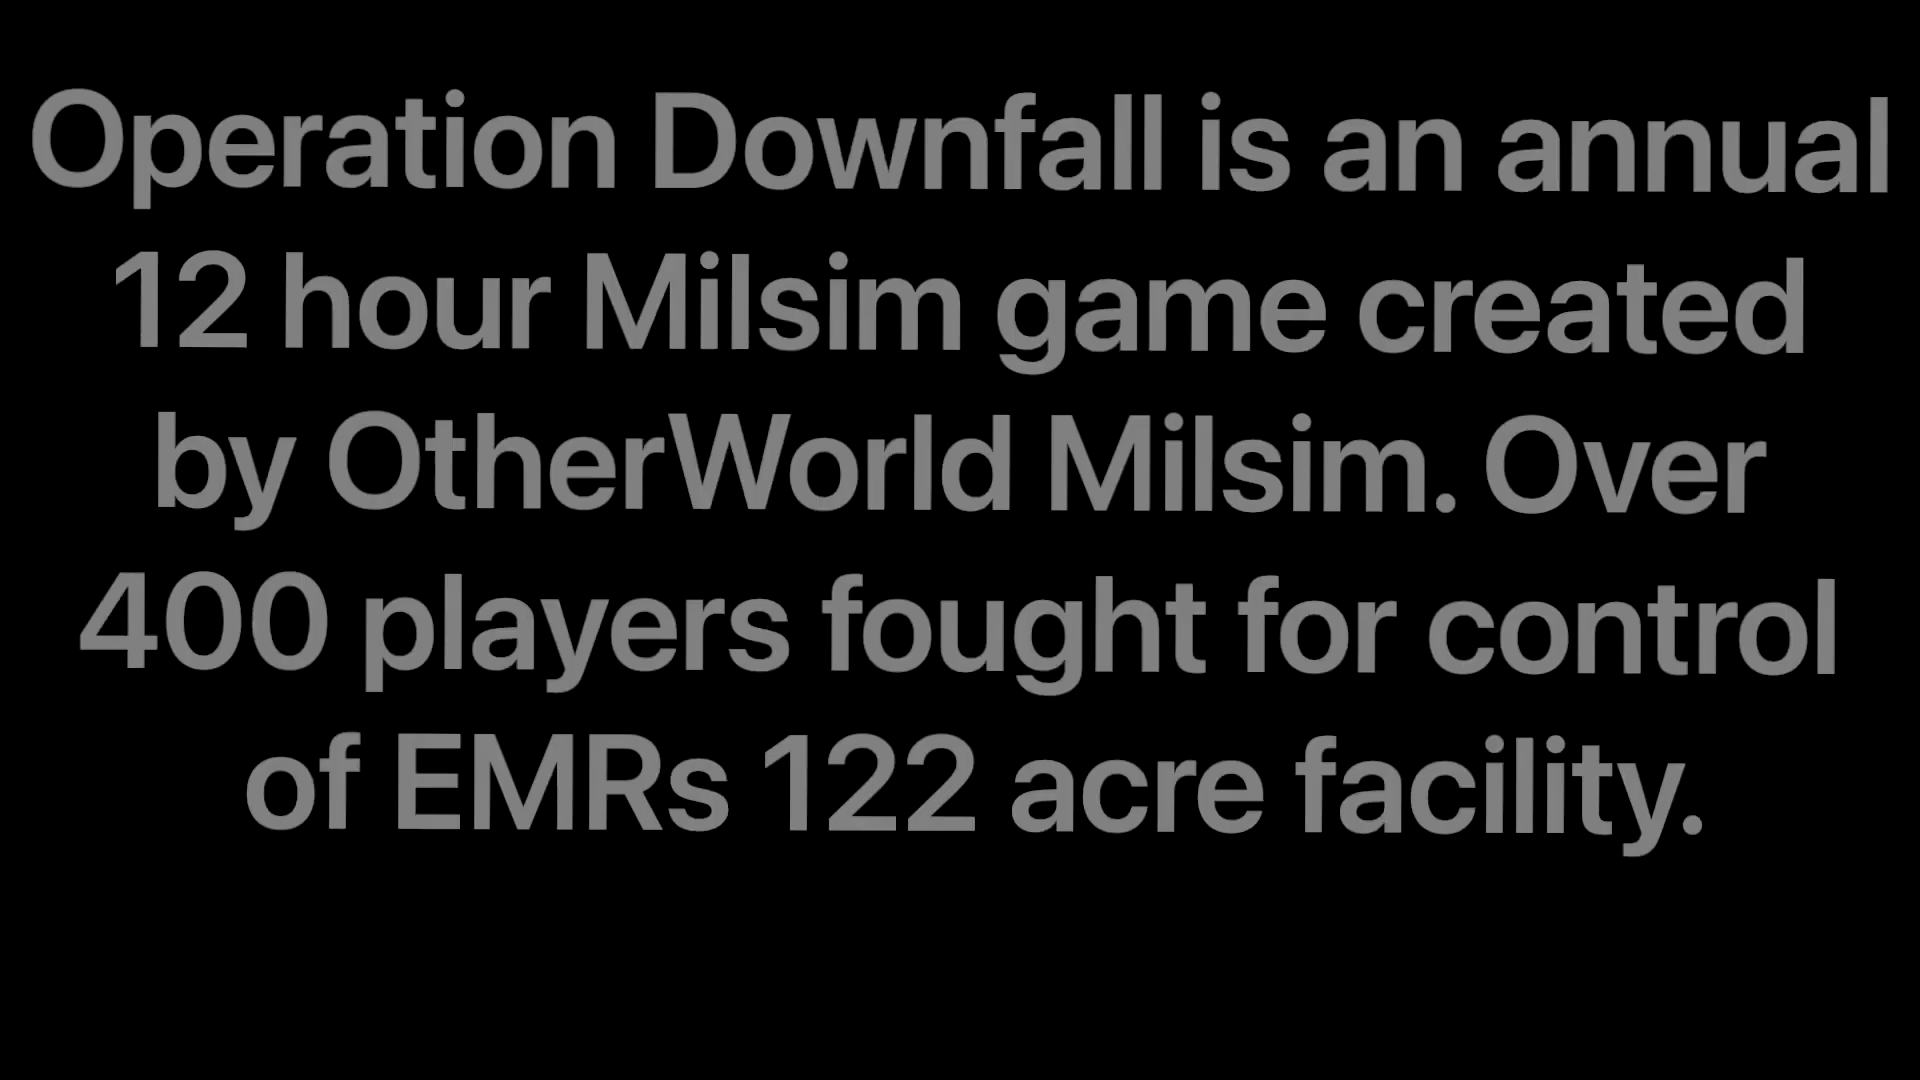 Operation Downfall is an annual
12 hour Milsim game created
by OtherWorld Milsim. Over
400 players fought for control
of EMRs 122 acre facility.